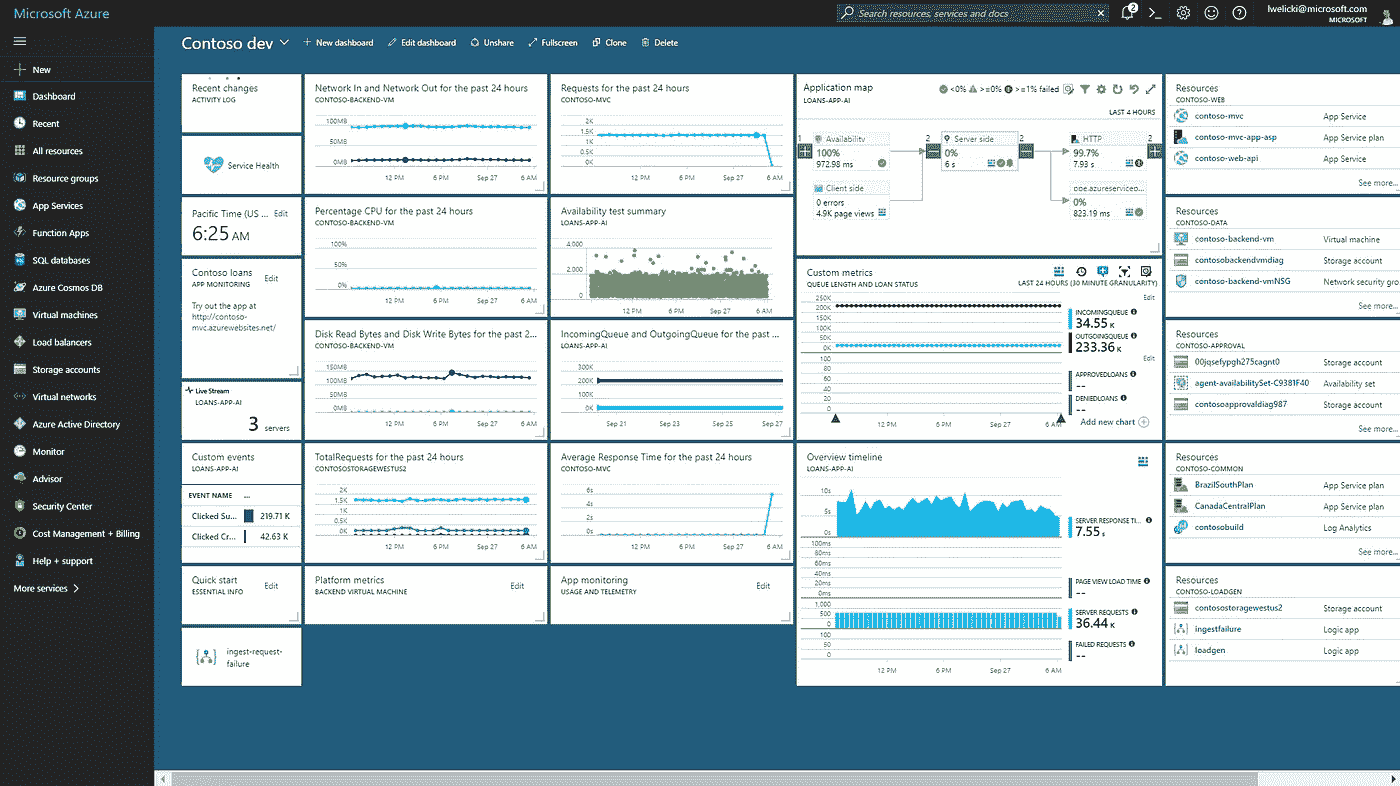 Microsoft Azure
Search resources, services and docs
2
lwelicki@microsoft.com
MICROSOFT
New
Dashboard
Recent
All resources
Resource groups
App Services
Function Apps
SQL databases
Azure Cosmos DB
Virtual machines
Load balancers
Storage accounts
Virtual networks
Azure Active Directory
Monitor
Advisor
Security Center
Cost Management + Billing
Help + support
More services
Contoso dev
New dashboard
Edit dashboard
Unshare
Fullscreen
Clone
Delete
Recent changes
ACTIVITY LOG
Service Health
Pacific Time (US ...
Edit
6:25 AM
Contoso loans
Edit
APP MONITORING
Try out the app at
http://contoso-
mvc.azurewebsites.net/
Live Stream
LOANS-APP-AI
3 servers
Custom events
LOANS-APP-AI
EVENT NAME ...
Clicked Su... 219.71 K
Clicked Cr... 42.63 K
Quick start
Edit
ESSENTIAL INFO
ingest-request-
failure
Network In and Network Out for the past 24 hours
CONTOSO-BACKEND-VM
100MB
50MB
0MB
12 PM 6 PM Sep 27 6 AM
Percentage CPU for the past 24 hours
CONTOSO-BACKEND-VM
100%
50%
0%
12 PM 6 PM Sep 27 6 AM
Disk Read Bytes and Disk Write Bytes for the past 2...
CONTOSO-BACKEND-VM
150MB
100MB
50MB
0MB
12 PM 6 PM Sep 27 6 AM
TotalRequests for the past 24 hours
CONTOSOSTORAGEWESTUS2
2K
1.5K
1K
0.5K
0K
12 PM 6 PM Sep 27 6 AM
Platform metrics
Edit
BACKEND VIRTUAL MACHINE
Requests for the past 24 hours
CONTOSO-MVC
2K
1.5K
1K
0.5K
0K
12 PM 6 PM Sep 27 6 AM
Availability test summary
LOANS-APP-AI
4,000
2,000
0
12 PM 6 PM Sep 27 6 AM
IncomingQueue and OutgoingQueue for the past ...
LOANS-APP-AI
300K
200K
100K
0K
Sep 21 Sep 23 Sep 25 Sep 27
Average Response Time for the past 24 hours
CONTOSO-MVC
6s
4s
2s
0s
12 PM 6 PM Sep 27 6 AM
App monitoring
Edit
USAGE AND TELEMETRY
Application map
LOANS-APP-AI
<0% >=0% >=1% failed
LAST 4 HOURS
1
Availability
100%
972.98 ms
Client side
0 errors
4.9K page views
2
Server side
0%
6 s
2
HTTP
99.7%
7.93 s
2
0%
823.19 ms
Custom metrics
QUEUE LENGTH AND LOAN STATUS
LAST 24 HOURS (30 MINUTE GRANULARITY)
Edit
250K
200K
150K
100K
50K
0K
INCOMINGQUEUE
34.55 K
OUTGOINGQUEUE
233.36 K
Edit
100
80
60
40
20
0
APPROVEDLOANS
--
DENIEDLOANS
--
12 PM 6 PM Sep 27 6 AM
Add new chart
Overview timeline
LOANS-APP-AI
10s
5s
0s
SERVER RESPONSE TI...
7.55 s
100ms
80ms
60ms
40ms
20ms
0ms
PAGE VIEW LOAD TIME
--
1,000
500
0
SERVER REQUESTS
36.44 K
100
50
0
FAILED REQUESTS
--
12 PM 6 PM Sep 27 6 AM
Resources
CONTOSO-WEB
contoso-mvc App Service
contoso-mvc-app-asp App Service plan
contoso-web-api App Service
See more...
Resources
CONTOSO-DATA
contoso-backend-vm Virtual machine
contosobackendvmdiag Storage account
contoso-backend-vmNSG Network security gro
See more...
Resources
CONTOSO-APPROVAL
00jqsefypgh275cagnt0 Storage account
agent-availabilitySet-C9381F40 Availability set
contosoapprovaldiag987 Storage account
See more...
Resources
CONTOSO-COMMON
BrazilSouthPlan App Service plan
CanadaCentralPlan App Service plan
contosobuild Log Analytics
See more...
Resources
CONTOSO-LOADGEN
contosostoragewestus2 Storage account
ingestfailure Logic app
loadgen Logic app